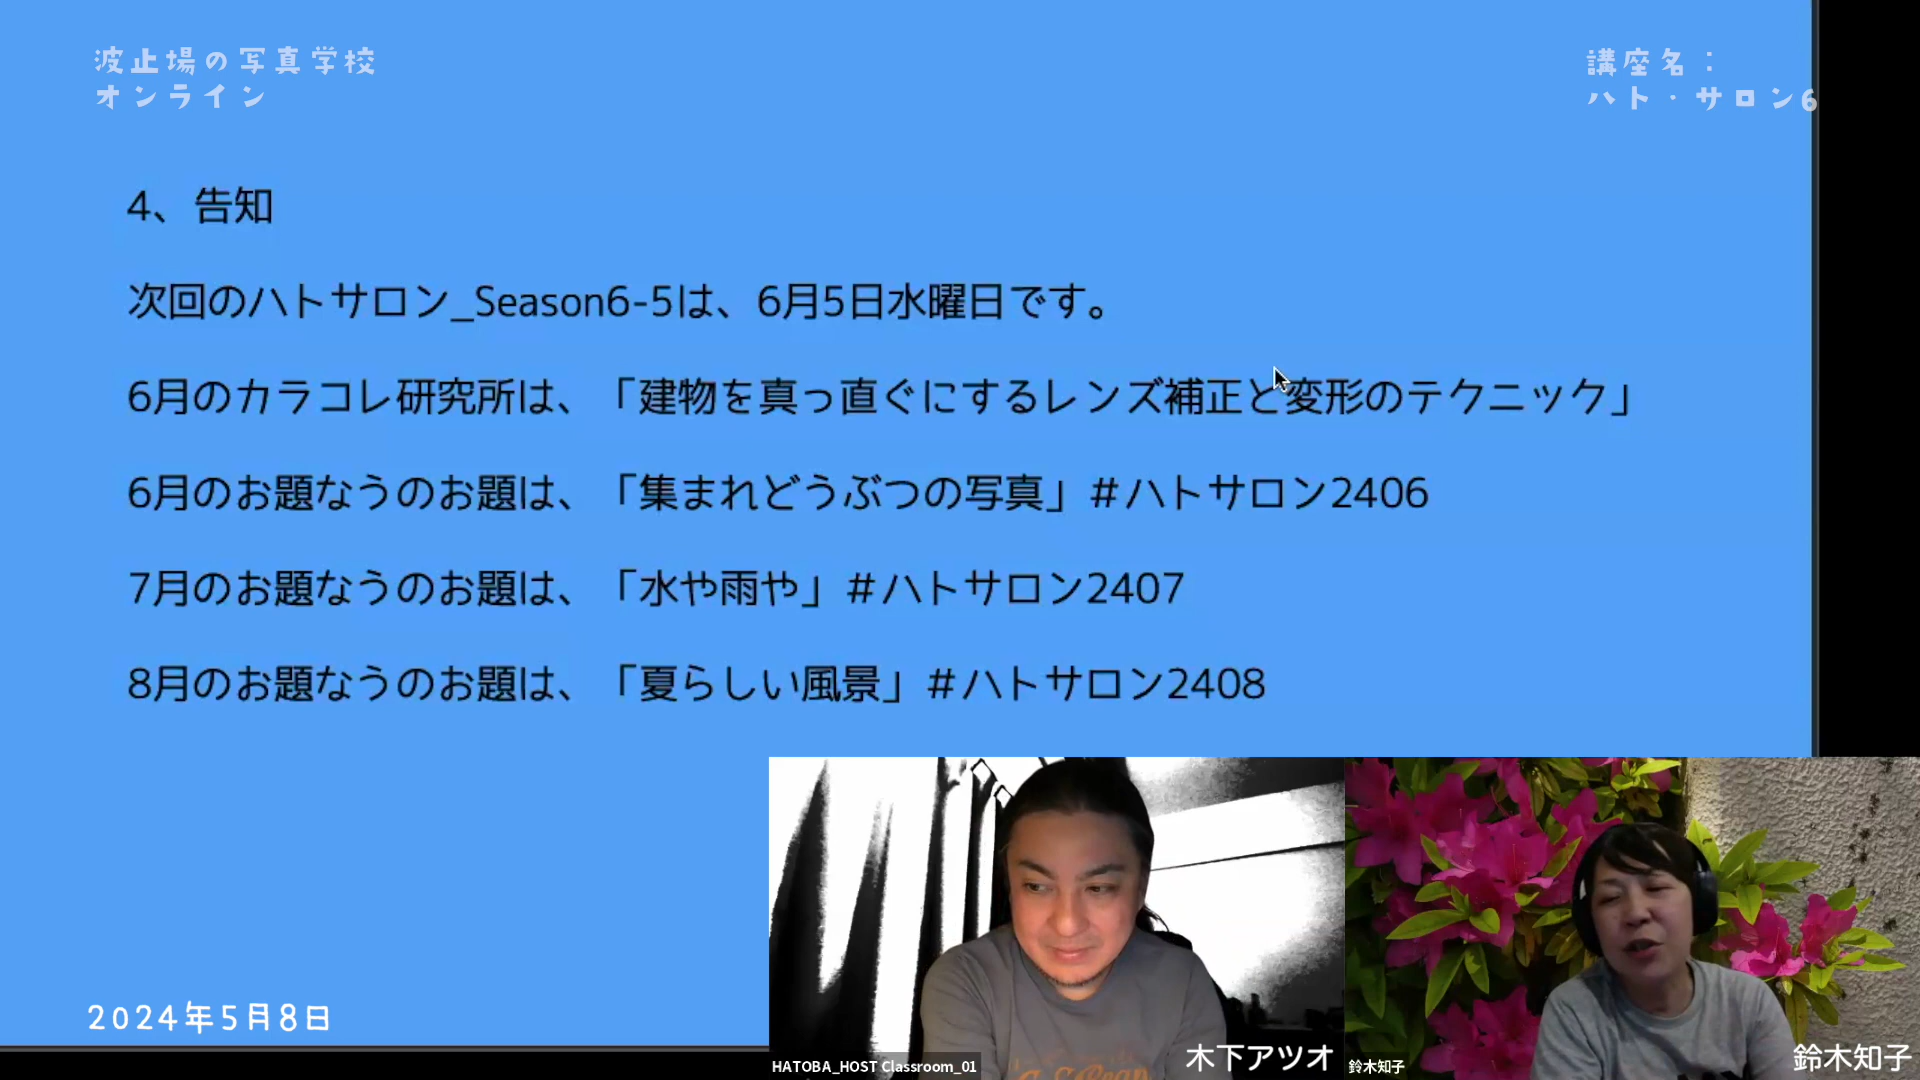 波止場の写真学校
オンライン
講座名：
ハト・サロン6
4、告知
次回のハトサロン_Season6-5は、6月5日水曜日です。
6月のカラコレ研究所は、「建物を真っ直ぐにするレンズ補正と変形のテクニック」
6月のお題なうのお題は、「集まれどうぶつの写真」＃ハトサロン2406
7月のお題なうのお題は、「水や雨や」＃ハトサロン2407
8月のお題なうのお題は、「夏らしい風景」＃ハトサロン2408
2024年5月8日
HATOBA_HOST Classroom_01
木下アツオ
鈴木知子
鈴木知子